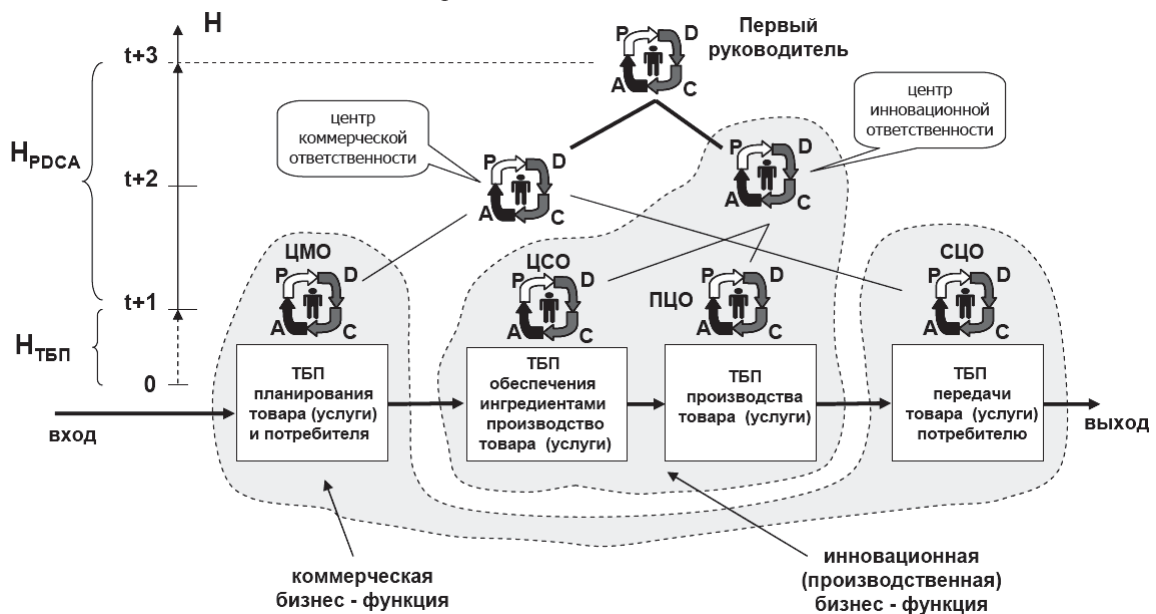 H
t+3
H PDCA
t+2
t+1
H ТБП
0
Первый
руководитель
P D
A C
центр
коммерческой
ответственности
центр
инновационной
ответственности
P D
A C
P D
A C
ЦМО
P D
A C
ЦСО
P D
A C
ПЦО
P D
A C
СЦО
P D
A C
вход
ТБП
планирования
товара (услуги)
и потребителя
ТБП
обеспечения
ингредиентами
производство
товара (услуги)
ТБП
производства
товара (услуги)
ТБП
передачи
товара (услуги)
потребителю
выход
коммерческая
бизнес - функция
инновационная
(производственная)
бизнес - функция